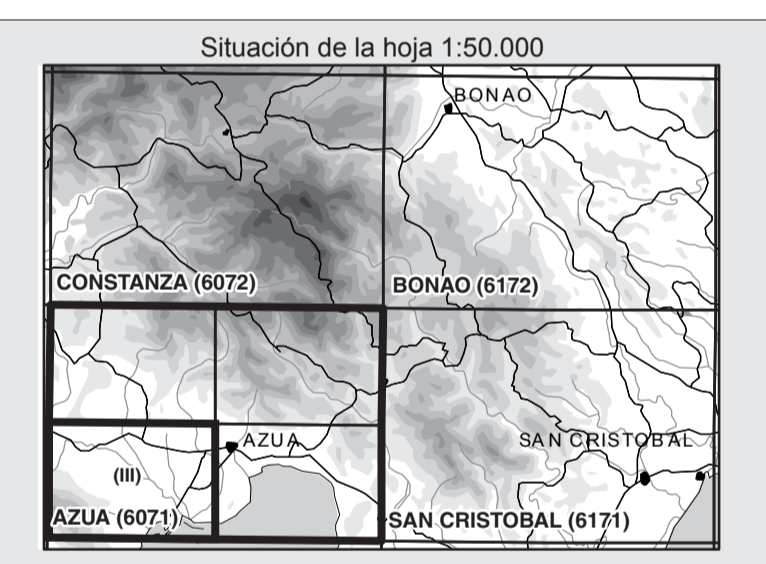 Situación de la hoja 1:50.000
BONAO
CONSTANZA (6072)
BONAO (6172)
AZUA
SAN CRISTOBAL
(III)
AZUA (6071)
SAN CRISTOBAL (6171)